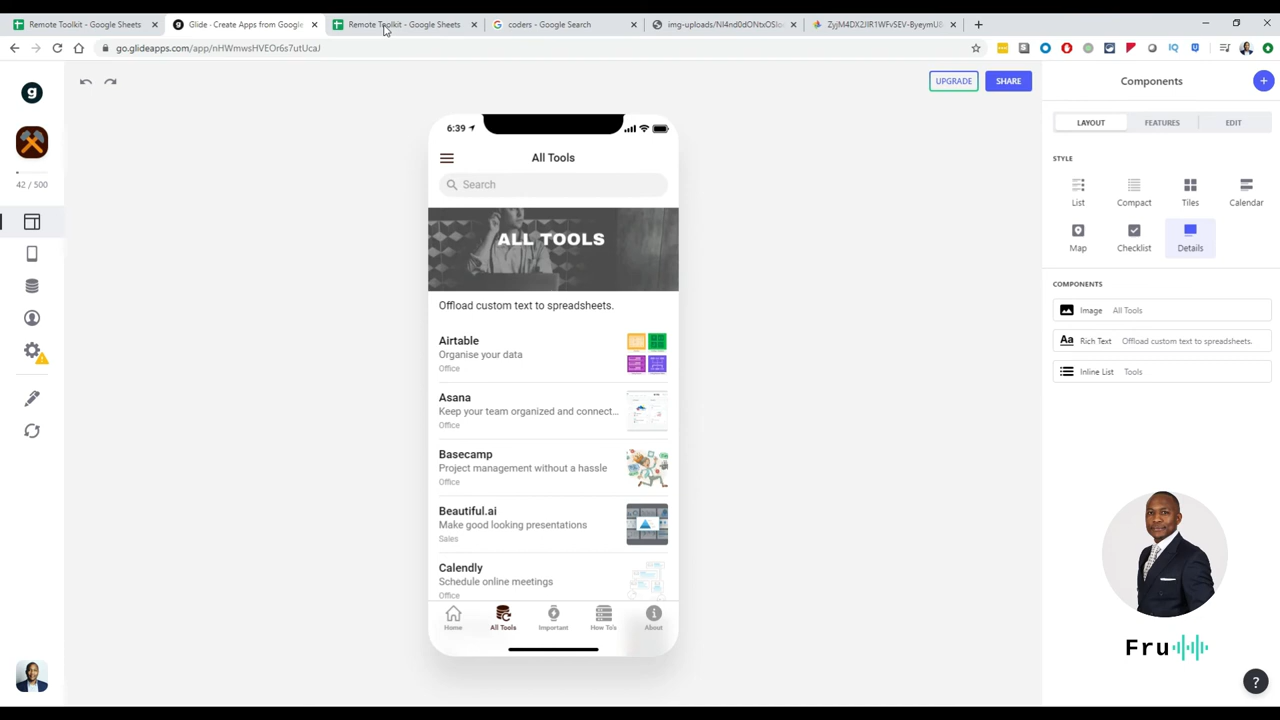 Remote Toolkit - Google Sheets
Glide · Create Apps from Google
Remote Toolkit - Google Sheets
coders - Google Search
go.glideapps.com/app/nHWmwsHVEOr6s7utUcaJ
42 / 500
UPGRADE
SHARE
6:39
All Tools
Search
ALL TOOLS
Offload custom text to spreadsheets.
Airtable
Organise your data
Office
Asana
Keep your team organized and connect...
Office
Basecamp
Project management without a hassle
Office
Beautiful.ai
Make good looking presentations
Sales
Calendly
Schedule online meetings
Office
Home
All Tools
Important
How To's
About
Components
LAYOUT
FEATURES
EDIT
STYLE
List
Compact
Tiles
Calendar
Map
Checklist
Details
COMPONENTS
Image All Tools
Aa Rich Text Offload custom text to spreadsheets.
Inline List Tools
Fru
?